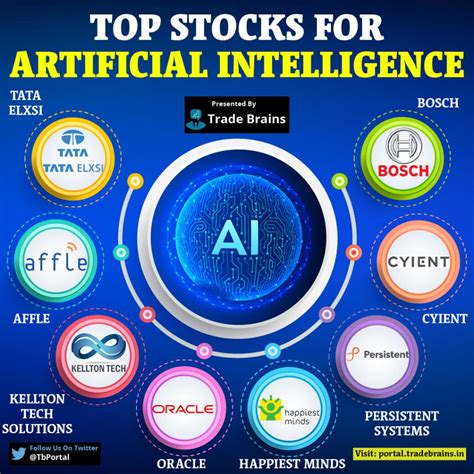 TOP STOCKS FOR
ARTIFICIAL INTELLIGENCE
Presented By
Trade Brains
TATA
ELXSI
TATA
TATA ELXSI
BOSCH
BOSCH
AI
affle
AFFLE
CYIENT
CYIENT
KELLTON TECH
KELLTON
TECH
SOLUTIONS
Persistent
PERSISTENT
SYSTEMS
ORACLE
ORACLE
happiest
minds
HAPPIEST MINDS
Follow Us On Twitter
@TbPortal
Visit: portal.tradebrains.in